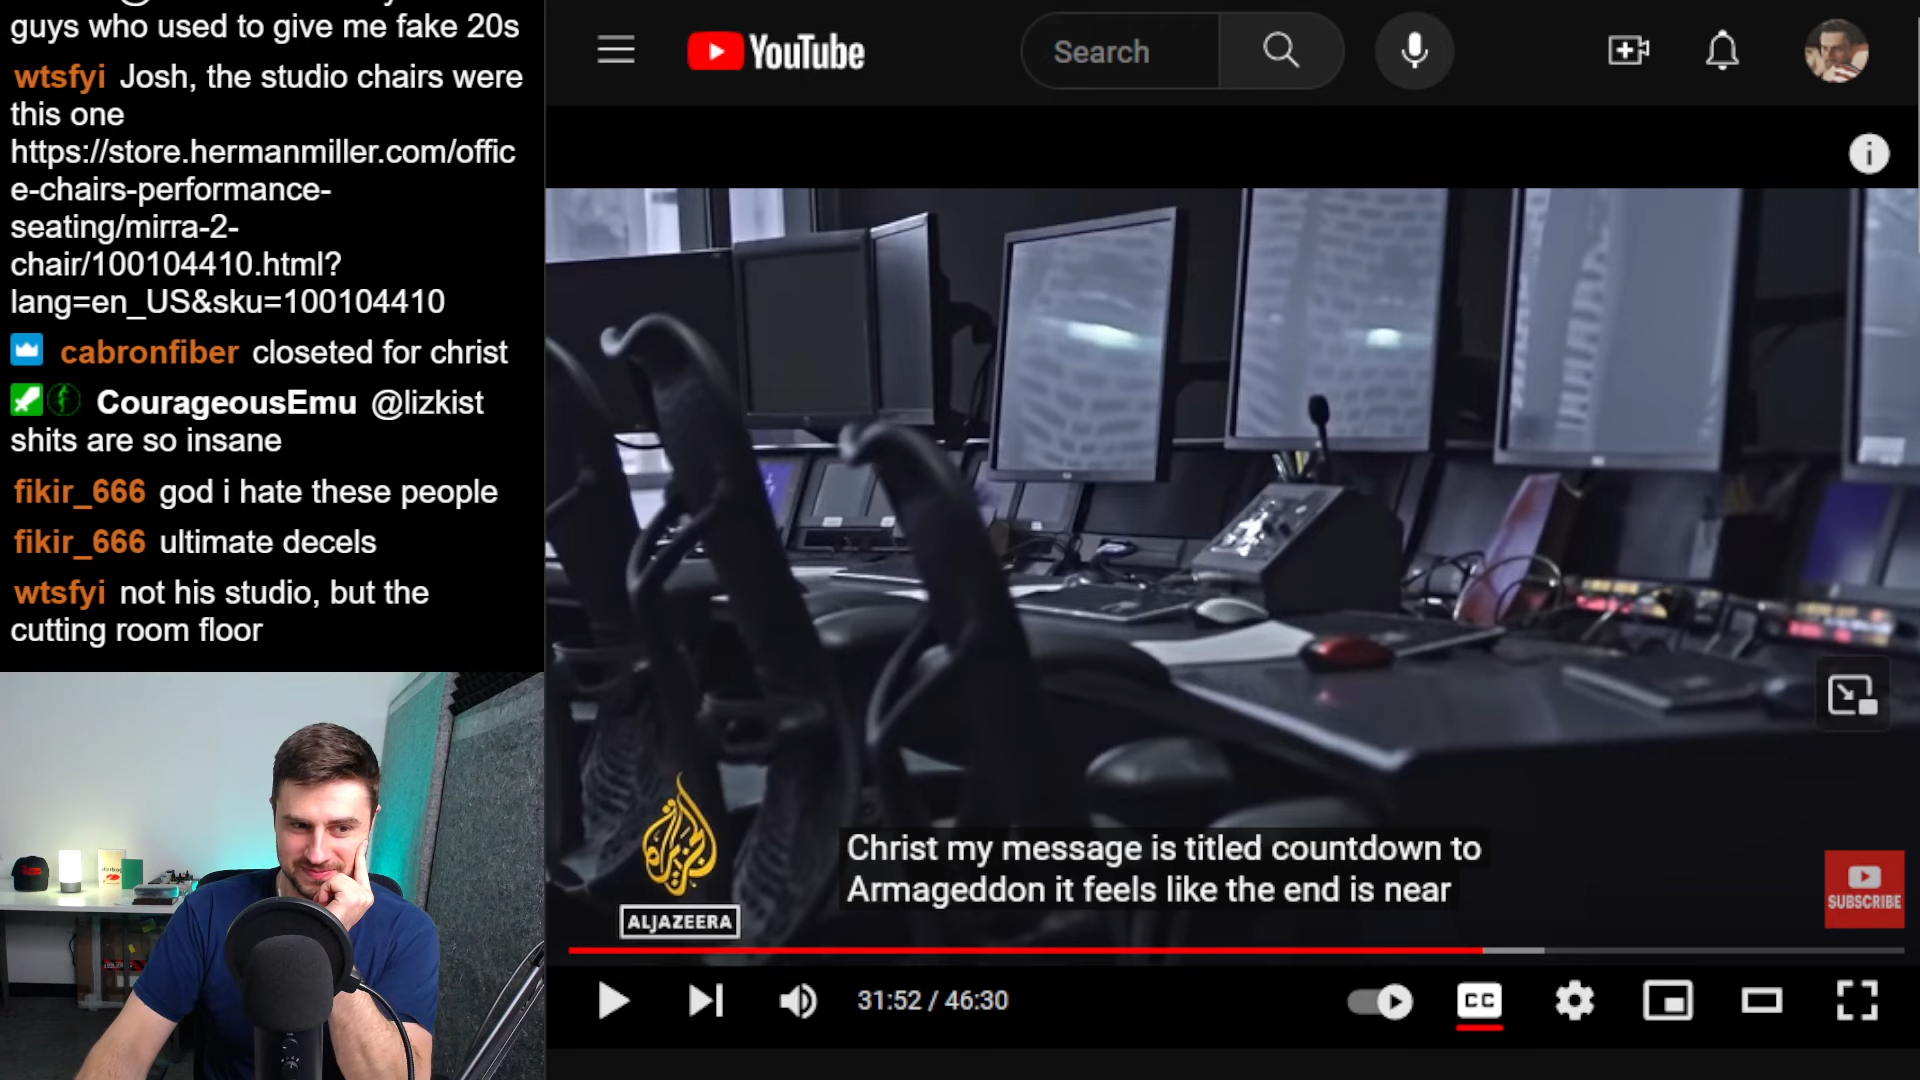 guys who used to give me fake 20s
wtsfyi Josh, the studio chairs were
this one
https://store.hermanmiller.com/offic
e-chairs-performance-
seating/mirra-2-
chair/100104410.html?
lang=en_US&sku=100104410
cabronfiber closeted for christ
CourageousEmu @lizkist
shits are so insane
fikir_666 god i hate these people
fikir_666 ultimate decels
wtsfyi not his studio, but the
cutting room floor
YouTube
Search
Christ my message is titled countdown to
Armageddon it feels like the end is near
ALJAZEERA
SUBSCRIBE
31:52 / 46:30
CC